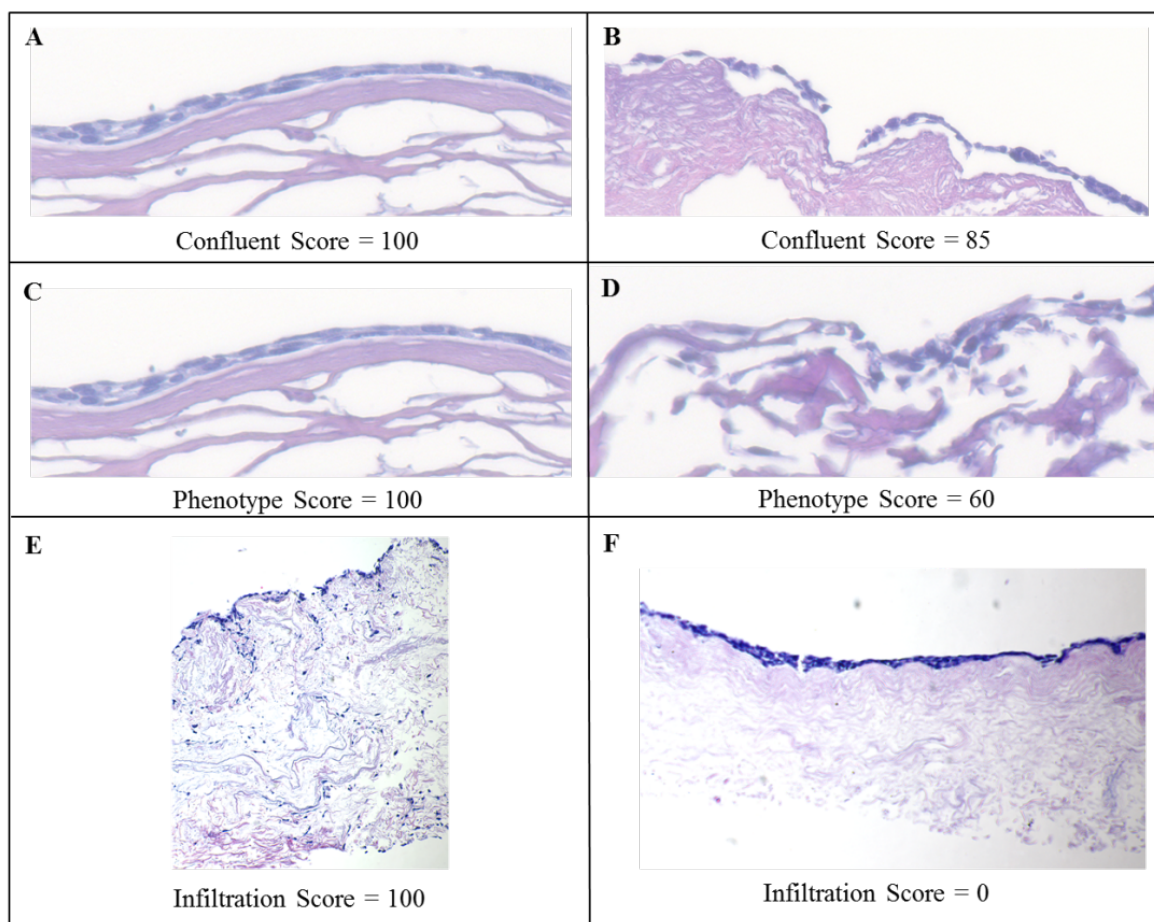 A
B
Confluent Score = 100
Confluent Score = 85
C
D
Phenotype Score = 100
Phenotype Score = 60
E
F
Infiltration Score = 100
Infiltration Score = 0